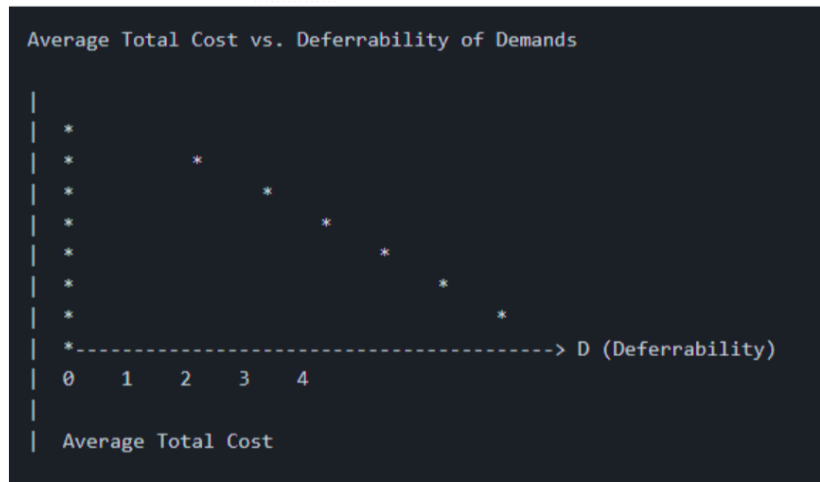 Average Total Cost vs. Deferrability of Demands
|
|  *
|  *          *
|  *                *
|  *                     *
|  *                          *
|  *                               *
|  *                                    *
|  *-----------------------------------------> D (Deferrability)
|  0    1    2    3    4
|
|  Average Total Cost